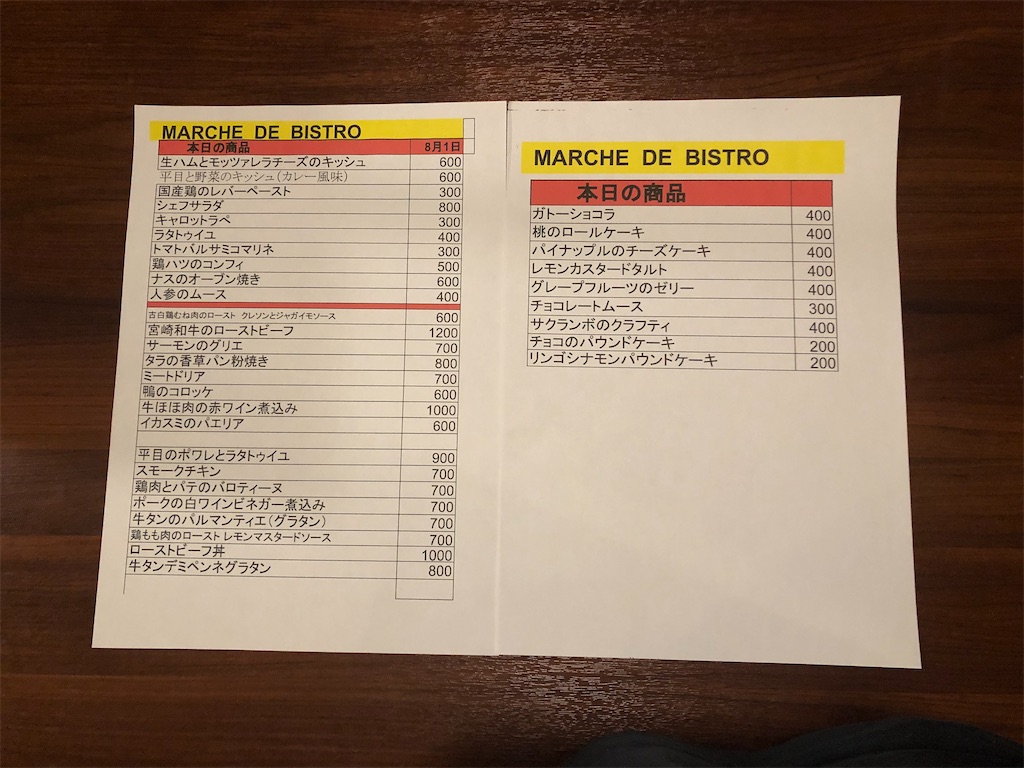 MARCHE DE BISTRO
本日の商品 8月1日
生ハムとモッツァレラチーズのキッシュ 600
平目と野菜のキッシュ(カレー風味) 600
国産鶏のレバーペースト 300
シェフサラダ 800
キャロットラペ 300
ラタトゥイユ 400
トマトバルサミコマリネ 300
鶏ハツのコンフィ 500
ナスのオーブン焼き 600
人参のムース 400
古白鶏むね肉のロースト クレソンとジャガイモソース 600
宮崎和牛のローストビーフ 1200
サーモンのグリエ 700
タラの香草パン粉焼き 800
ミートドリア 700
鴨のコロッケ 600
牛ほほ肉の赤ワイン煮込み 1000
イカスミのパエリア 600
平目のポワレとラタトゥイユ 900
スモークチキン 700
鶏肉とパテのバロティーヌ 700
ポークの白ワインビネガー煮込み 700
牛タンのパルマンティエ(グラタン) 700
鶏もも肉のロースト レモンマスタードソース 700
ローストビーフ丼 1000
牛タンデミペンネグラタン 800
MARCHE DE BISTRO
本日の商品
ガトーショコラ 400
桃のロールケーキ 400
パイナップルのチーズケーキ 400
レモンカスタードタルト 400
グレープフルーツのゼリー 400
チョコレートムース 300
サクランボのクラフティ 400
チョコのパウンドケーキ 200
リンゴシナモンパウンドケーキ 200